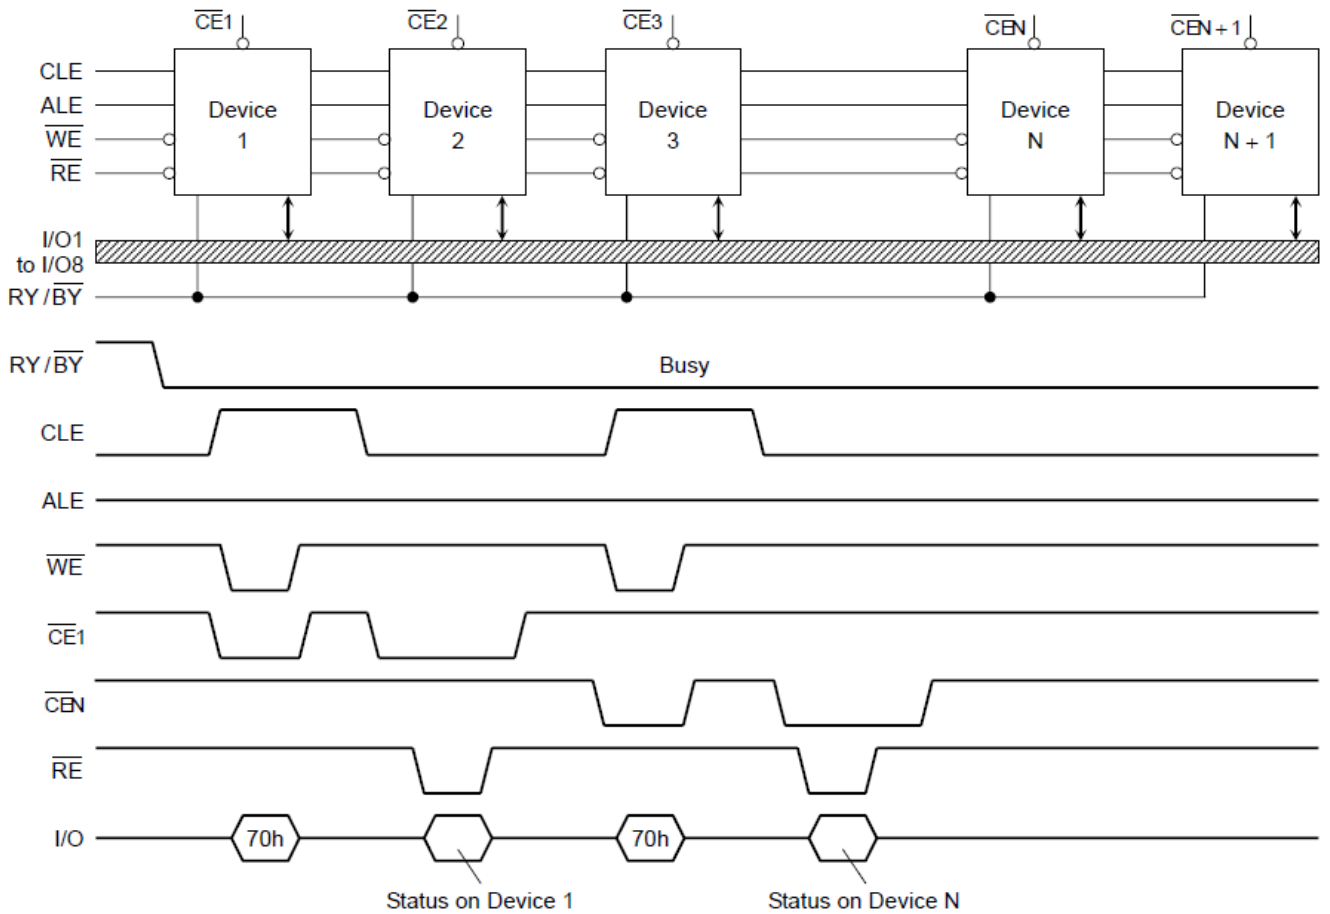 CE1 CE2 CE3 CEN CEN + 1
CLE
ALE
WE
RE
Device 1
Device 2
Device 3
Device N
Device N + 1
I/O1
to I/O8
RY / BY
RY / BY Busy
CLE
ALE
WE
CE1
CEN
RE
I/O 70h 70h
Status on Device 1 Status on Device N